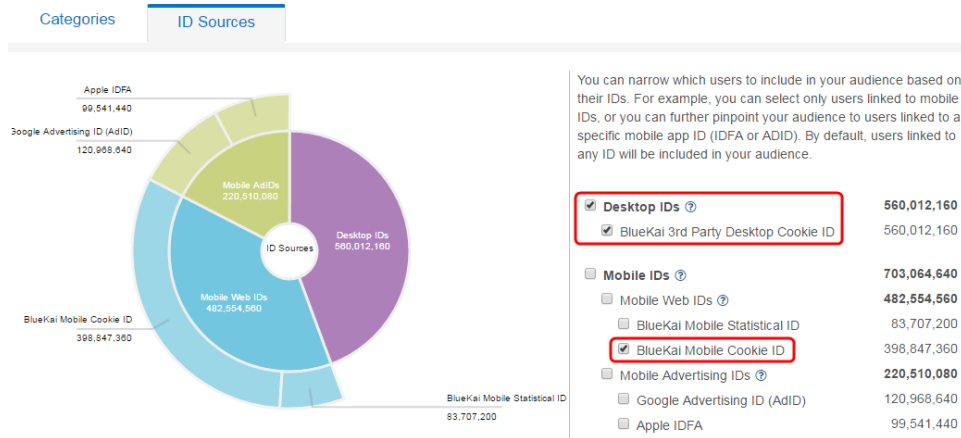 Categories
ID Sources
Apple IDFA
99,541,440
Google Advertising ID (AdID)
120,968,640
Mobile AdIDs
220,510,080
Desktop IDs
560,012,160
ID Sources
Mobile Web IDs
482,554,560
BlueKai Mobile Cookie ID
398,847,360
BlueKai Mobile Statistical ID
83,707,200
You can narrow which users to include in your audience based on
their IDs. For example, you can select only users linked to mobile
IDs, or you can further pinpoint your audience to users linked to a
specific mobile app ID (IDFA or ADID). By default, users linked to
any ID will be included in your audience.
Desktop IDs ? 560,012,160
BlueKai 3rd Party Desktop Cookie ID 560,012,160
Mobile IDs ? 703,064,640
Mobile Web IDs ? 482,554,560
BlueKai Mobile Statistical ID 83,707,200
BlueKai Mobile Cookie ID 398,847,360
Mobile Advertising IDs ? 220,510,080
Google Advertising ID (AdID) 120,968,640
Apple IDFA 99,541,440